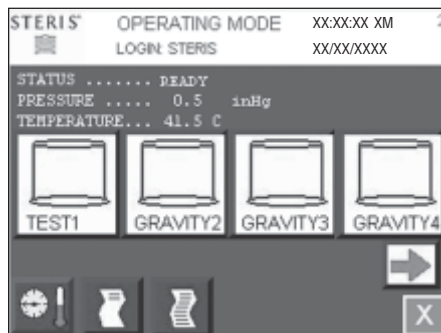 STERIS® OPERATING MODE XX:XX:XX XM 2
LOGIN: STERIS XX/XX/XXXX
STATUS ....... READY
PRESSURE ..... 0.5 inHg
TEMPERATURE... 41.5 C
TEST1 GRAVITY2 GRAVITY3 GRAVITY4
X